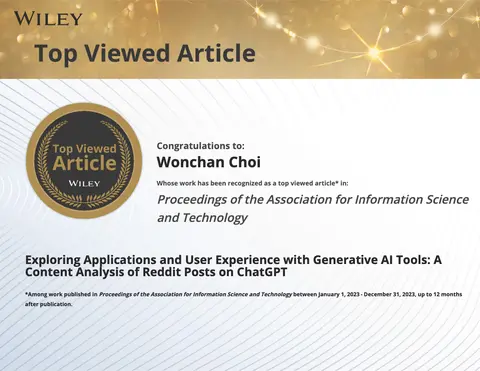 WILEY
Top Viewed Article
Top Viewed
Article
WILEY
Congratulations to:
Wonchan Choi
Whose work has been recognized as a top viewed article* in:
Proceedings of the Association for Information Science
and Technology
Exploring Applications and User Experience with Generative AI Tools: A
Content Analysis of Reddit Posts on ChatGPT
*Among work published in Proceedings of the Association for Information Science and Technology between January 1, 2023 - December 31, 2023, up to 12 months
after publication.